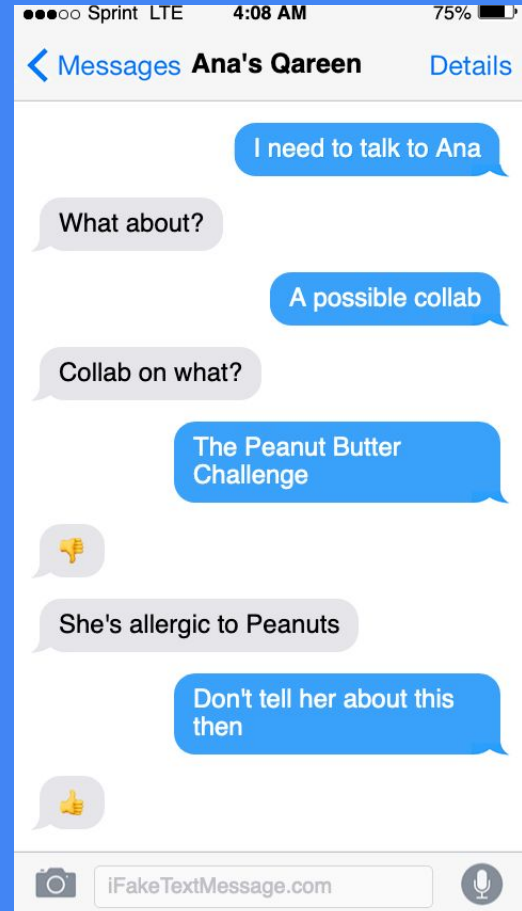 Sprint LTE 4:08 AM 75%
Messages Ana's Qareen Details
I need to talk to Ana
What about?
A possible collab
Collab on what?
The Peanut Butter
Challenge
👎
She's allergic to Peanuts
Don't tell her about this
then
👍
iFakeTextMessage.com